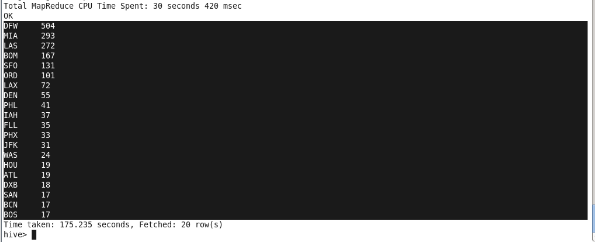 Total MapReduce CPU Time Spent: 30 seconds 420 msec
OK
DFW 504
MIA 293
LAS 272
BOM 167
SFO 131
ORD 101
LAX 72
DEN 55
PHL 41
IAH 37
FLL 35
PHX 33
JFK 31
WAS 24
HOU 19
ATL 19
DXB 18
SAN 17
BCN 17
BOS 17
Time taken: 175.235 seconds, Fetched: 20 row(s)
hive>